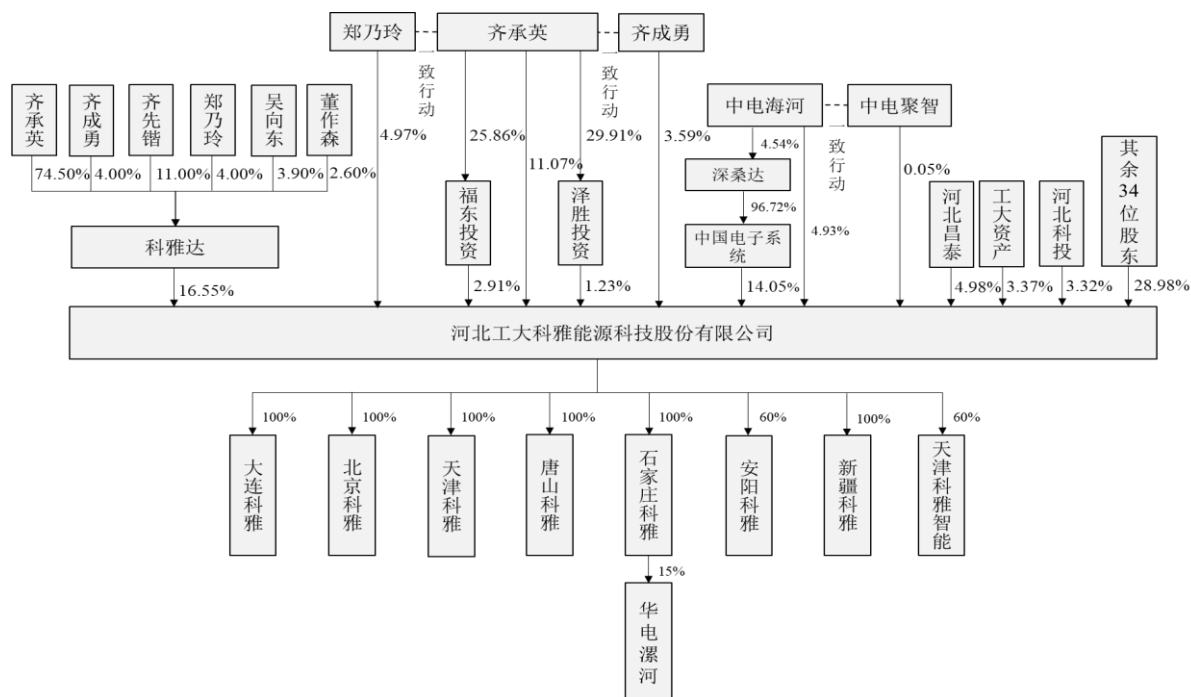 郑乃玲
齐承英
齐成勇
一致行动
一致行动
齐承英
齐成勇
齐先锴
郑乃玲
吴向东
董作森
中电海河
中电聚智
一致行动
4.97%
25.86%
11.07%
29.91%
3.59%
4.54%
0.05%
74.50%
4.00%
11.00%
4.00%
3.90%
2.60%
深桑达
96.72%
福东投资
泽胜投资
中国电子系统
4.93%
河北昌泰
工大资产
河北科投
其余34位股东
科雅达
16.55%
2.91%
1.23%
14.05%
4.98%
3.37%
3.32%
28.98%
河北工大科雅能源科技股份有限公司
100%
100%
100%
100%
100%
60%
100%
60%
大连科雅
北京科雅
天津科雅
唐山科雅
石家庄科雅
安阳科雅
新疆科雅
天津科雅智能
15%
华电漯河